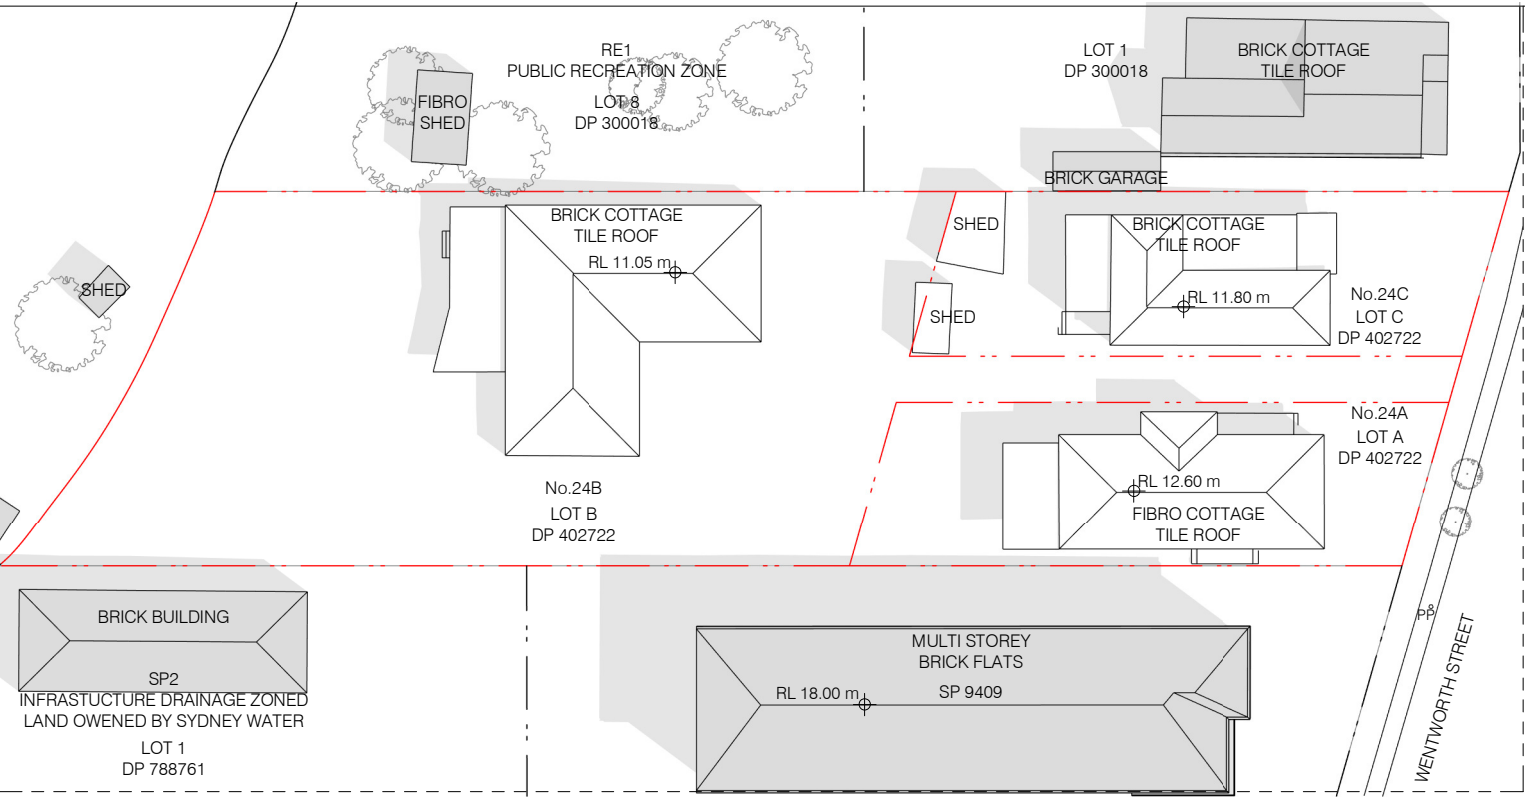 RE1
PUBLIC RECREATION ZONE
LOT 8
DP 300018
FIBRO
SHED
LOT 1
DP 300018
BRICK COTTAGE
TILE ROOF
BRICK GARAGE
BRICK COTTAGE
TILE ROOF
RL 11.05 m
SHED
BRICK COTTAGE
TILE ROOF
RL 11.80 m
No.24C
LOT C
DP 402722
SHED
SHED
No.24A
LOT A
DP 402722
RL 12.60 m
FIBRO COTTAGE
TILE ROOF
No.24B
LOT B
DP 402722
BRICK BUILDING
SP2
INFRASTUCTURE DRAINAGE ZONED
LAND OWENED BY SYDNEY WATER
LOT 1
DP 788761
MULTI STOREY
BRICK FLATS
SP 9409
RL 18.00 m
PP
WENTWORTH STREET